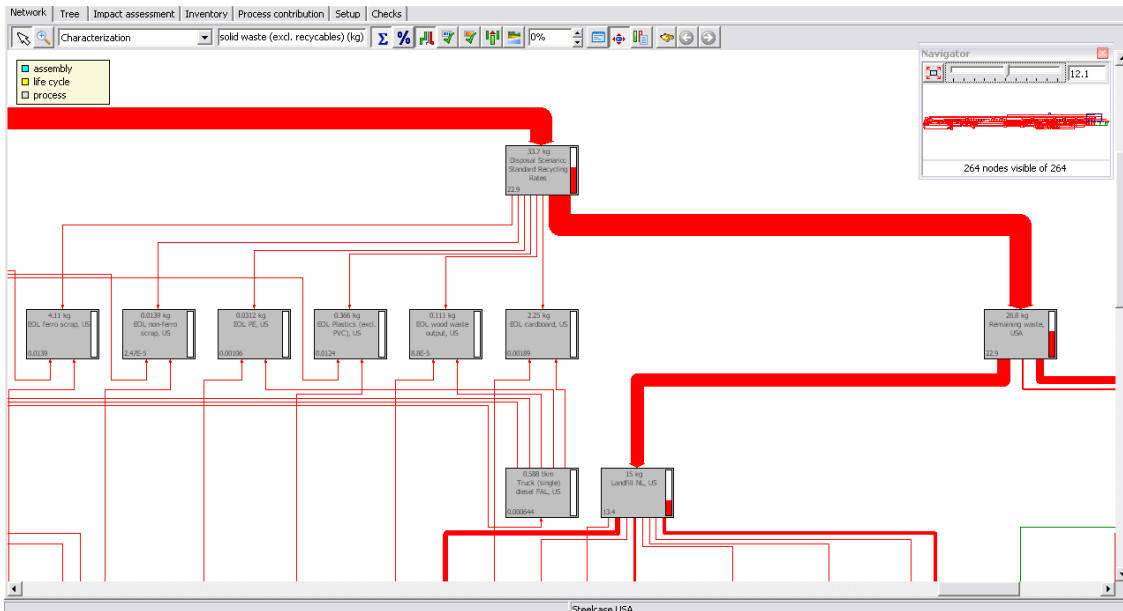 Network Tree Impact assessment Inventory Process contribution Setup Checks
Characterization solid waste (excl. recycables) (kg) Σ % 0%
assembly
life cycle
process
Navigator
12.1
264 nodes visible of 264
33.7 kg
Disposal Scenario;
Standard Recycling
Rates
22.9
4.11 kg
EOL ferro scrap, US
0.0139
0.0139 kg
EOL non-ferro
scrap, US
2.47E-5
0.0312 kg
EOL PE, US
0.00106
0.366 kg
EOL Plastics (excl.
PVC), US
0.0124
0.111 kg
EOL wood waste
output, US
8.8E-5
2.25 kg
EOL cardboard, US
0.00189
26.8 kg
Remaining waste,
USA
22.9
0.588 tkm
Truck (single)
diesel FAL, US
0.000644
15 kg
Landfill NL, US
13.4
Steelcase USA